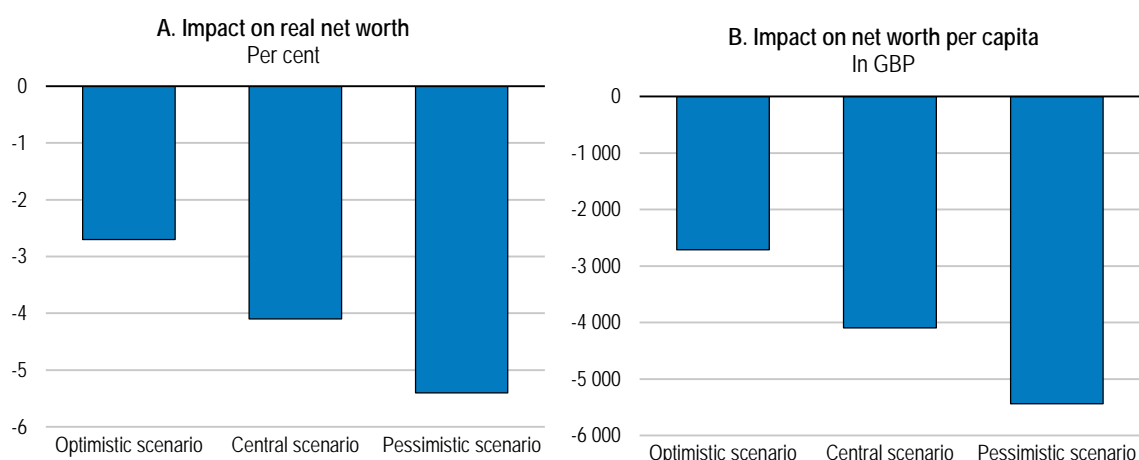 A. Impact on real net worth
Per cent
0
-1
-2
-3
-4
-5
-6
Optimistic scenario Central scenario Pessimistic scenario
B. Impact on net worth per capita
In GBP
0
-1 000
-2 000
-3 000
-4 000
-5 000
-6 000
Optimistic scenario Central scenario Pessimistic scenario